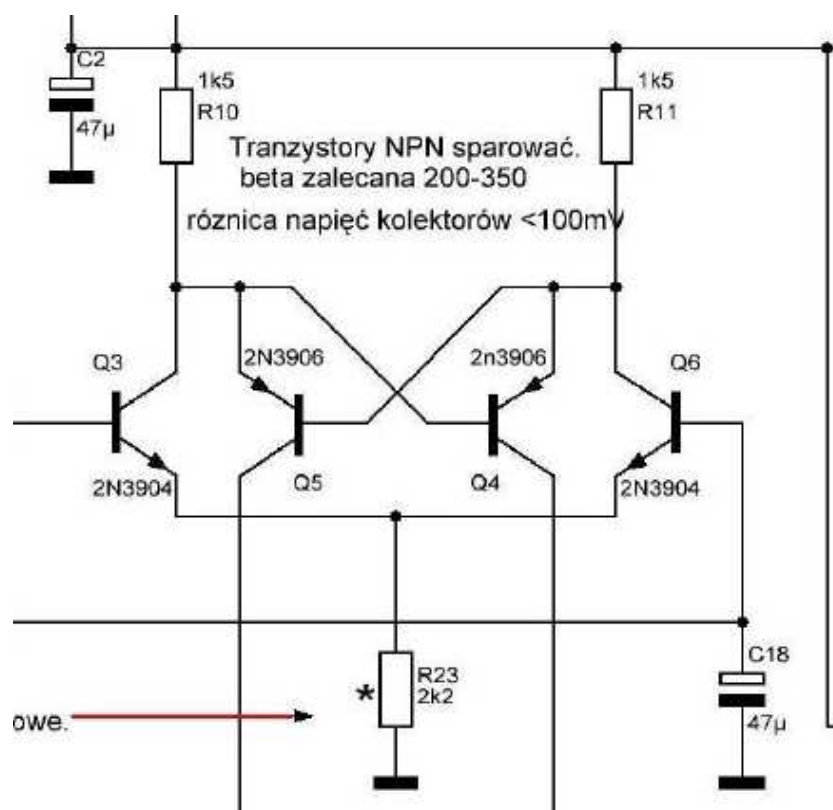 C2
47µ
1k5
R10
1k5
R11
Tranzystory NPN sparować.
beta zalecana 200-350
róznica napięć kolektorów <100mV
Q3
2N3906
2n3906
Q6
2N3904
Q5
Q4
2N3904
R23
2k2
*
owe.
C18
47µ